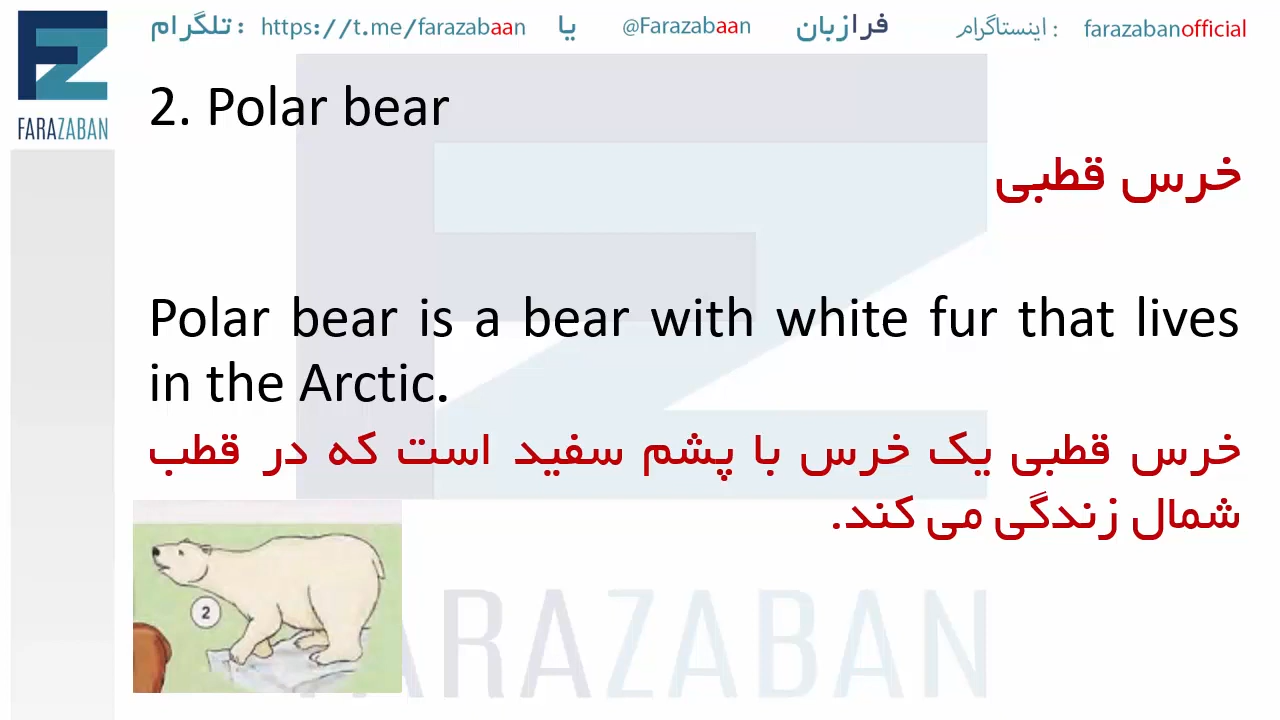 تلگرام : https://t.me/farazabaan یا @Farazabaan فرازبان اینستاگرام : farazabanofficial
FZ
FARAZABAN
2. Polar bear
خرس قطبی
Polar bear is a bear with white fur that lives
in the Arctic.
خرس قطبی یک خرس با پشم سفید است که در قطب
شمال زندگی می کند.
2
FARAZABAN